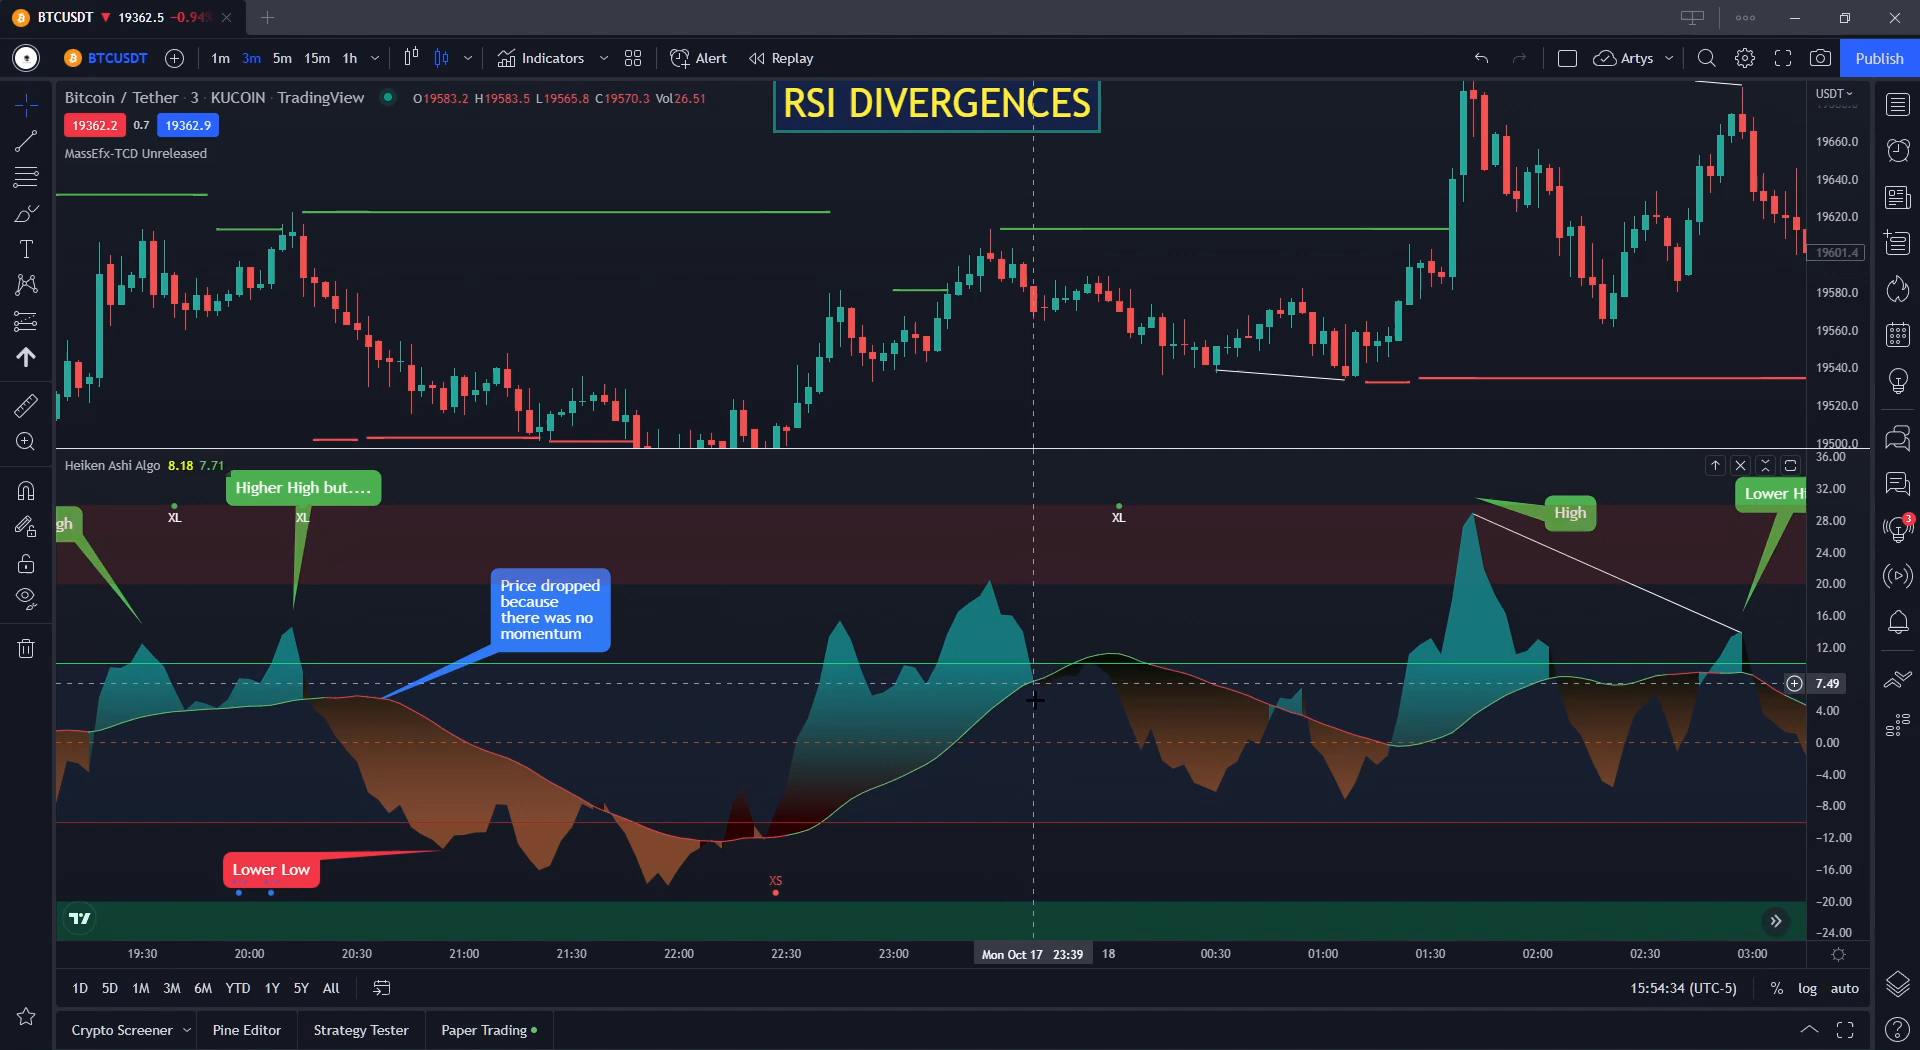 BTCUSDT ▼ 19362.5 −0.94%
BTCUSDT 1m 3m 5m 15m 1h Indicators Alert Replay Artys Publish
Bitcoin / Tether · 3 · KUCOIN · TradingView O19583.2 H19583.5 L19565.8 C19570.3 Vol26.51
RSI DIVERGENCES
USDT
19362.2 0.7 19362.9
MassEfx-TCD Unreleased
19660.0
19640.0
19620.0
19601.4
19580.0
19560.0
19540.0
19520.0
19500.0
Heiken Ashi Algo 8.18 7.71
Higher High but....
gh
XL
XL
XL
High
Lower Hi
Price dropped
because
there was no
momentum
Lower Low
XS
36.00
32.00
28.00
24.00
20.00
16.00
12.00
7.49
4.00
0.00
−4.00
−8.00
−12.00
−16.00
−20.00
−24.00
3
19:30 20:00 20:30 21:00 21:30 22:00 22:30 23:00 Mon Oct 17 23:39 18 00:30 01:00 01:30 02:00 02:30 03:00
1D 5D 1M 3M 6M YTD 1Y 5Y All 15:54:34 (UTC-5) % log auto
Crypto Screener Pine Editor Strategy Tester Paper Trading